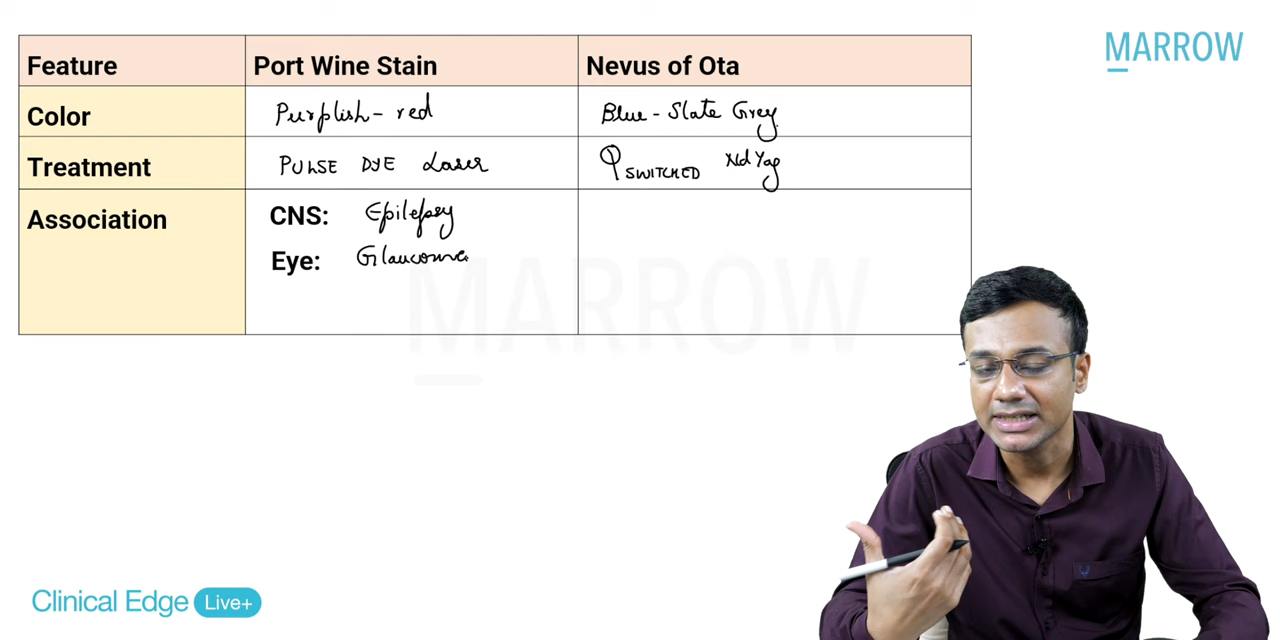 MARROW
Feature Port Wine Stain Nevus of Ota
Color Purplish - red Blue - Slate Grey
Treatment PULSE DYE Laser Q SWITCHED Nd Yag
Association CNS: Epilepsy
Eye: Glaucoma
MARROW
Clinical Edge Live+